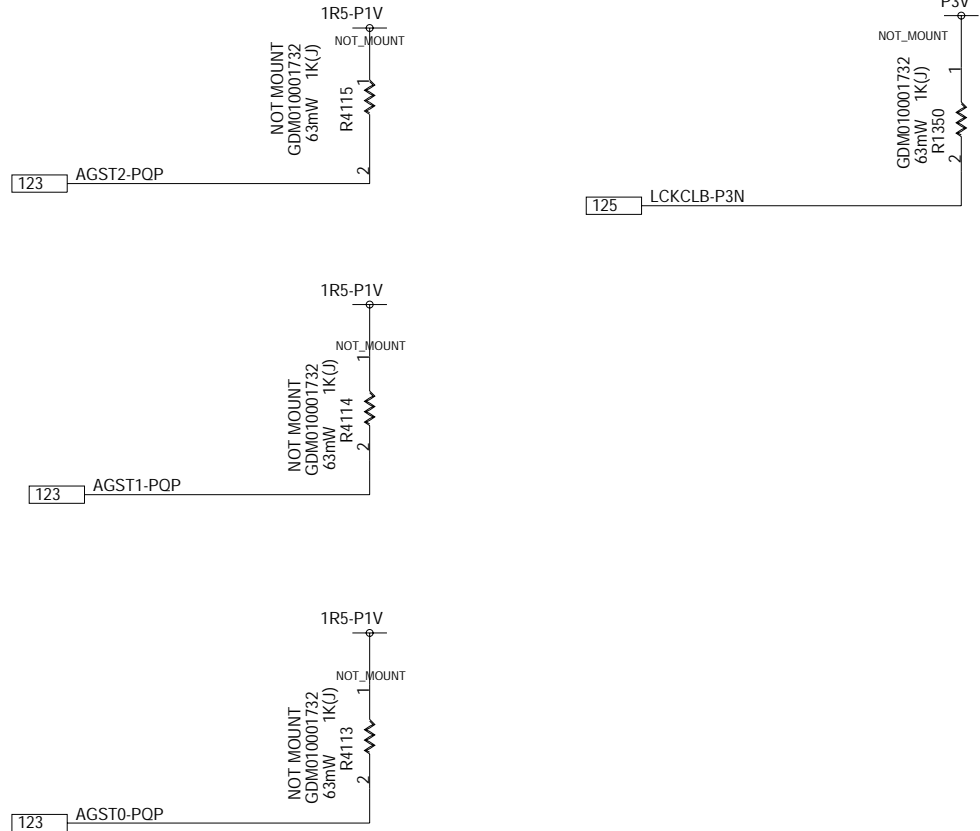 1R5-P1V
NOT_MOUNT
NOT MOUNT
GDM010001732
63mW 1K(J)
R4115
1
2
123
AGST2-PQP
P3V
NOT_MOUNT
GDM010001732
63mW 1K(J)
R1350
1
2
125
LCKCLB-P3N
1R5-P1V
NOT_MOUNT
NOT MOUNT
GDM010001732
63mW 1K(J)
R4114
1
2
123
AGST1-PQP
1R5-P1V
NOT_MOUNT
NOT MOUNT
GDM010001732
63mW 1K(J)
R4113
1
2
123
AGST0-PQP